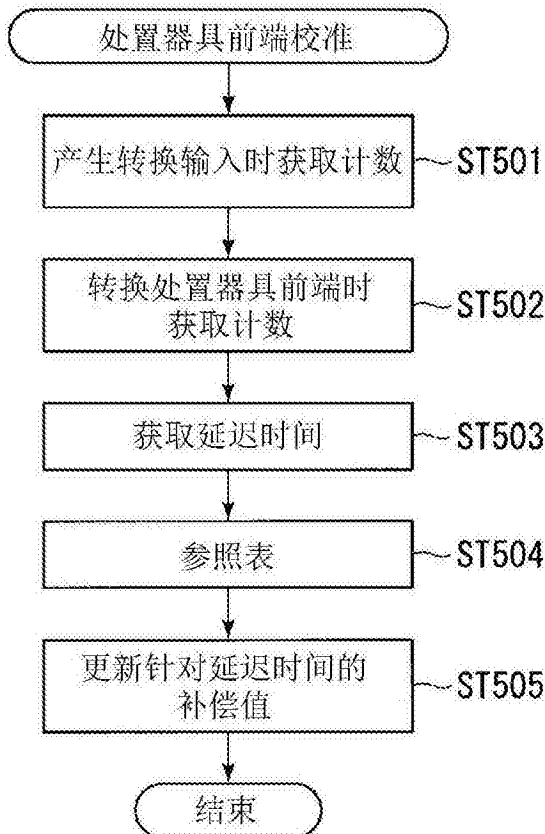 处置器具前端校准
产生转换输入时获取计数
ST501
转换处置器具前端时
获取计数
ST502
获取延迟时间
ST503
参照表
ST504
更新针对延迟时间的
补偿值
ST505
结束